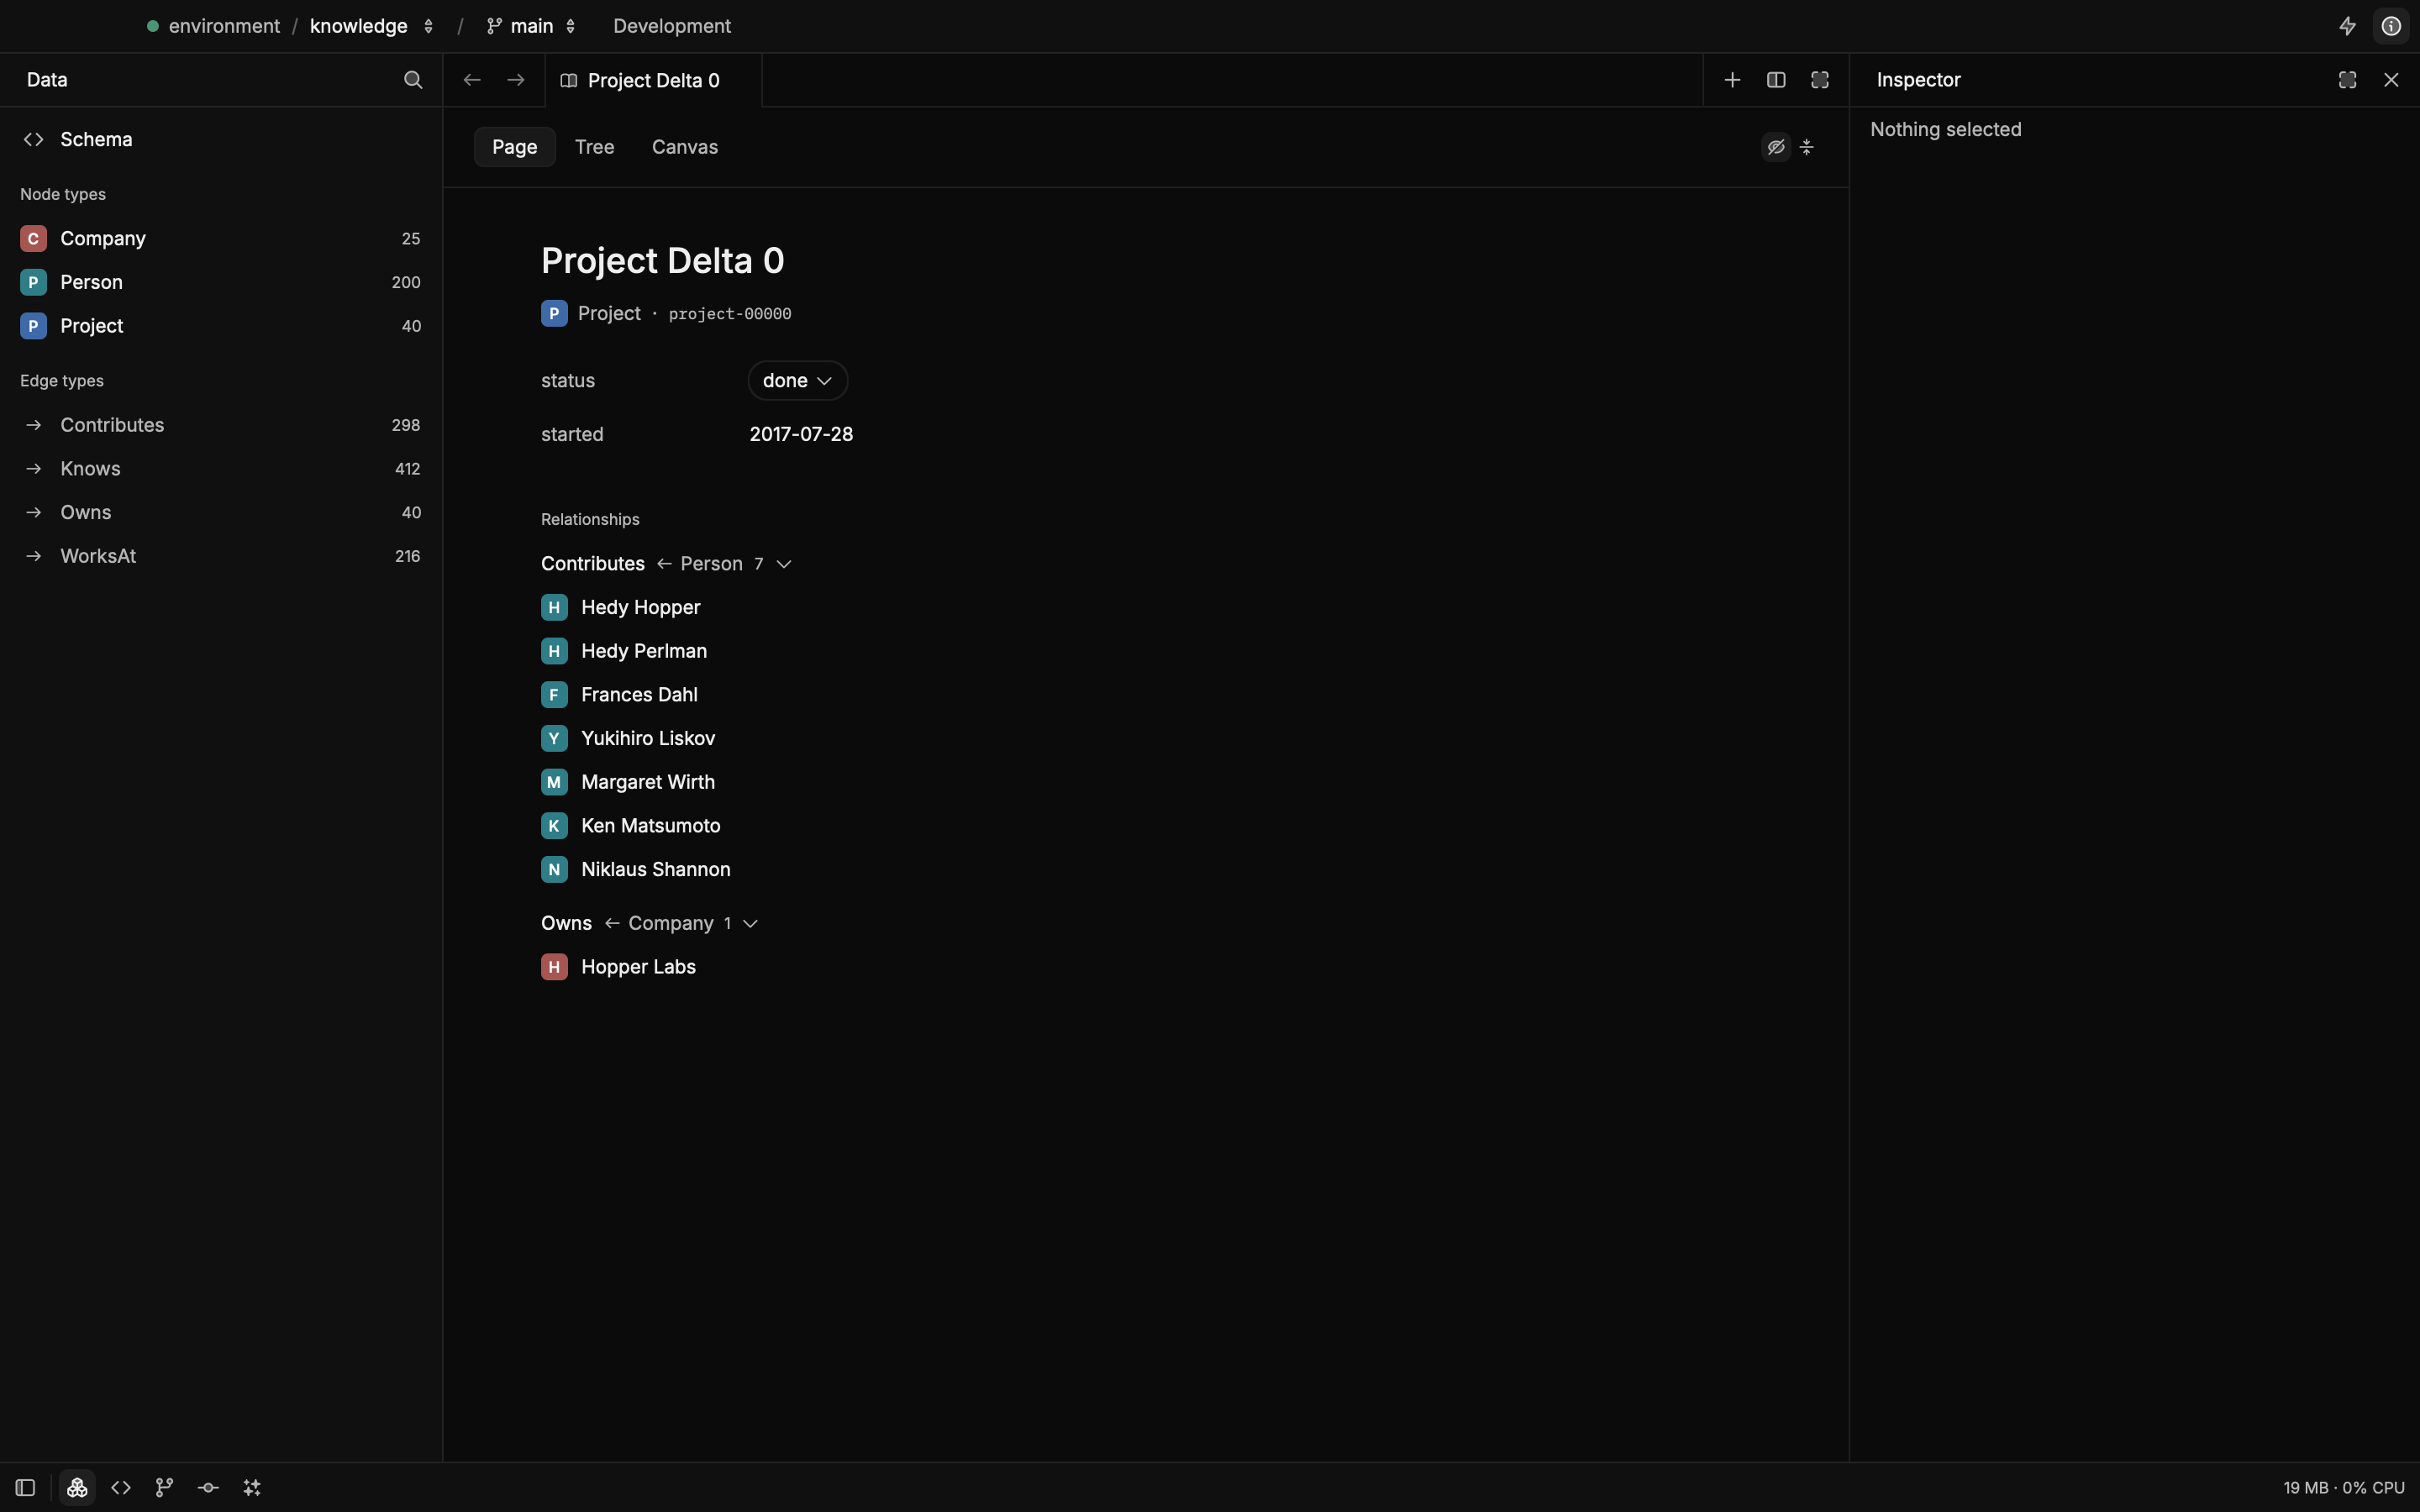 environment / knowledge / main Development
Data
Project Delta 0
Inspector
Schema
Page Tree Canvas
Nothing selected
Node types
C Company 25
P Person 200
P Project 40
Edge types
Contributes 298
Knows 412
Owns 40
WorksAt 216
Project Delta 0
P Project · project-00000
status done
started 2017-07-28
Relationships
Contributes ← Person 7
H Hedy Hopper
H Hedy Perlman
F Frances Dahl
Y Yukihiro Liskov
M Margaret Wirth
K Ken Matsumoto
N Niklaus Shannon
Owns ← Company 1
H Hopper Labs
19 MB · 0% CPU